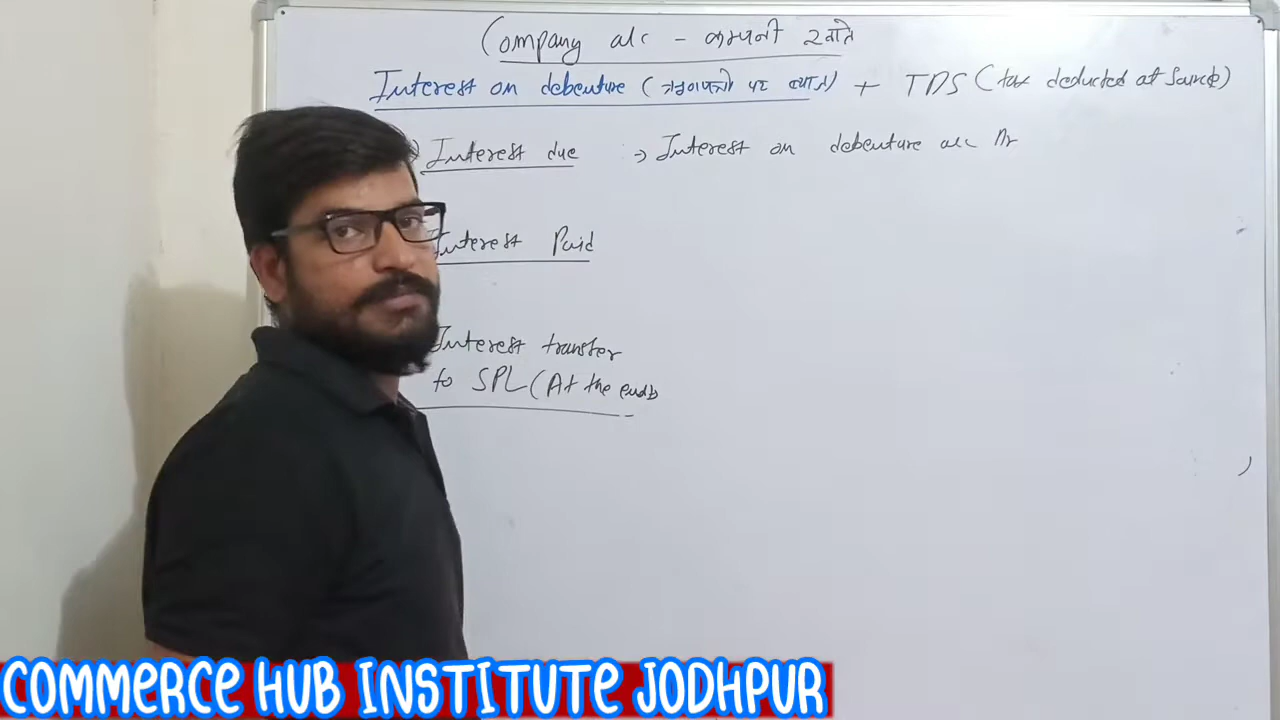 Company a/c - कम्पनी खाते
Interest on debenture (ऋणपत्रो पर ब्याज) + TDS (tax deducted at Source)
Interest due → Interest on debenture a/c Dr
Interest Paid
Interest transfer
to SPL (At the end)
COMMERCE HUB INSTITUTE JODHPUR